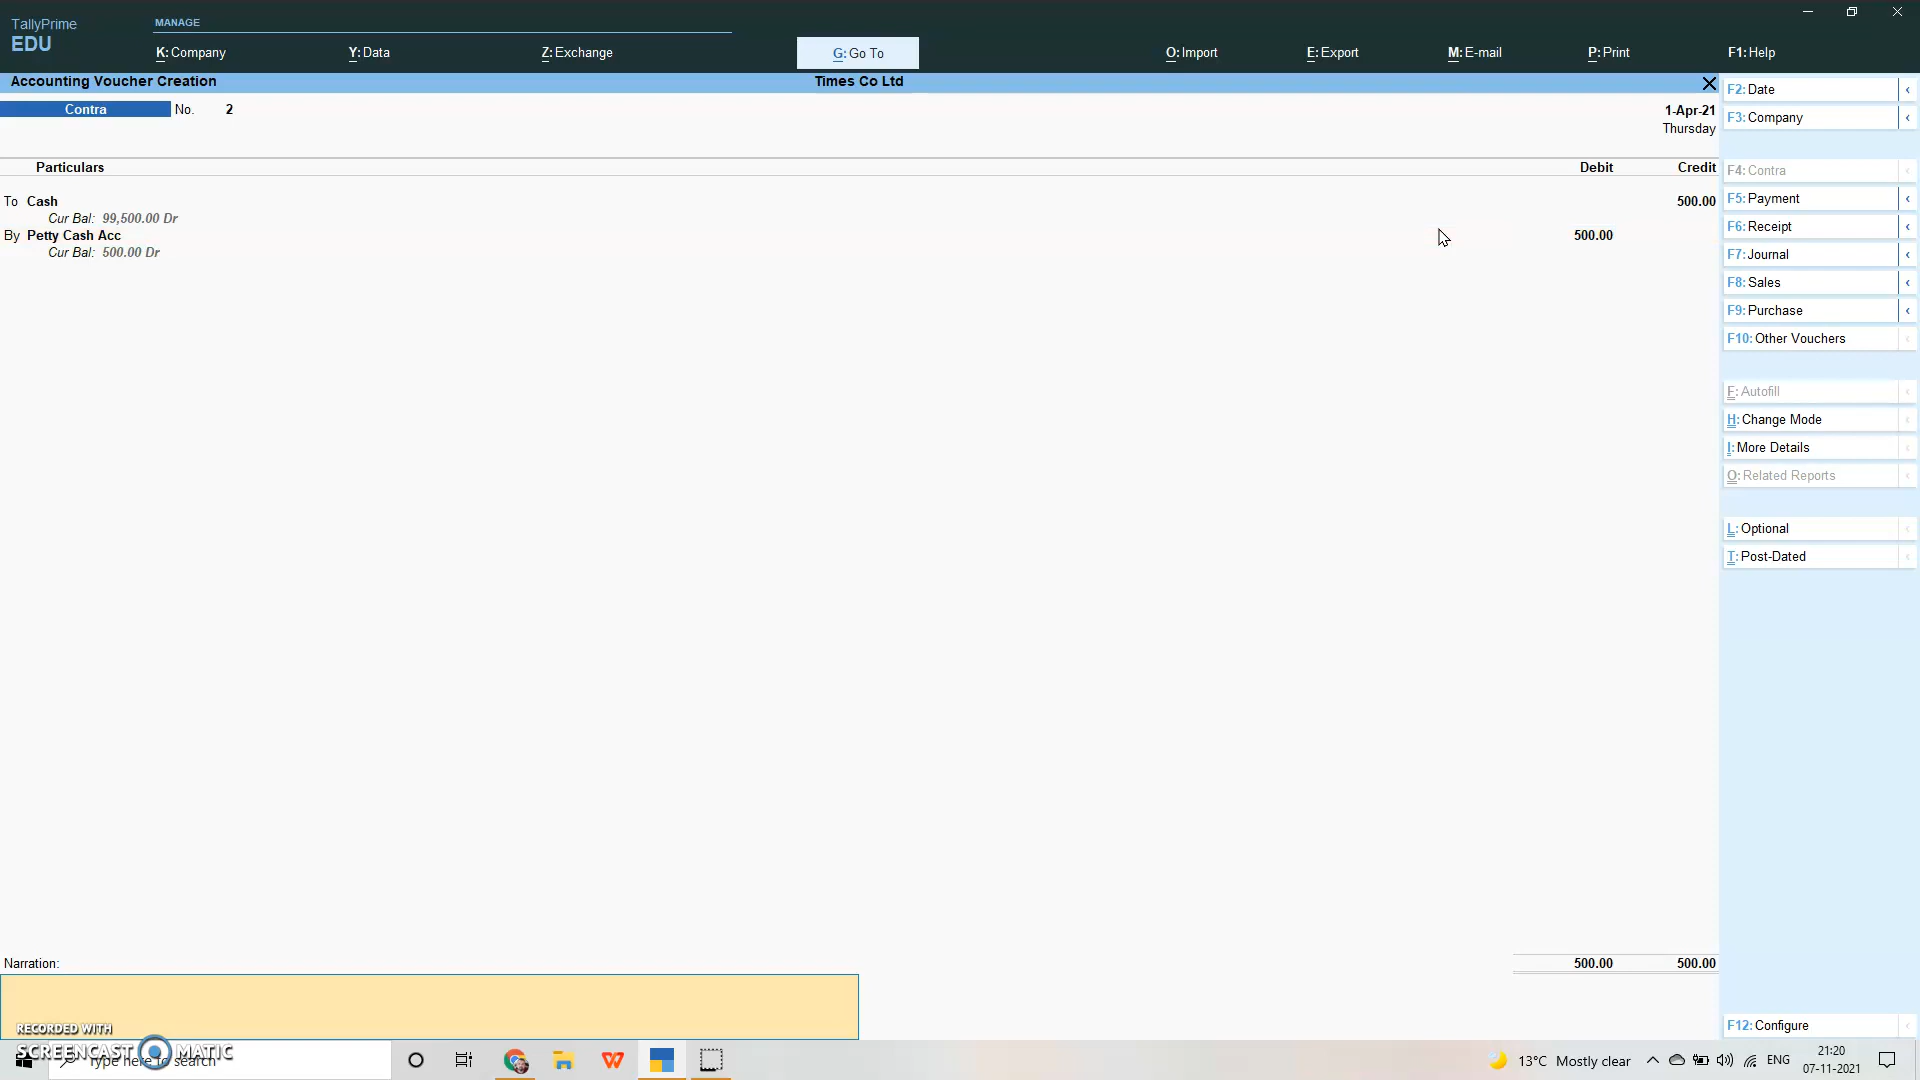 TallyPrime
EDU
MANAGE
K: Company
Y: Data
Z: Exchange
G: Go To
O: Import
E: Export
M: E-mail
P: Print
F1: Help
Accounting Voucher Creation
Times Co Ltd
Contra No. 2
1-Apr-21
Thursday
Particulars Debit Credit
To Cash 500.00
Cur Bal: 99,500.00 Dr
By Petty Cash Acc 500.00
Cur Bal: 500.00 Dr
Narration:
500.00 500.00
F2: Date
F3: Company
F4: Contra
F5: Payment
F6: Receipt
F7: Journal
F8: Sales
F9: Purchase
F10: Other Vouchers
F: Autofill
H: Change Mode
I: More Details
O: Related Reports
L: Optional
T: Post-Dated
F12: Configure
RECORDED WITH
SCREENCAST MATIC
Type here to search
13°C Mostly clear
ENG
21:20
07-11-2021